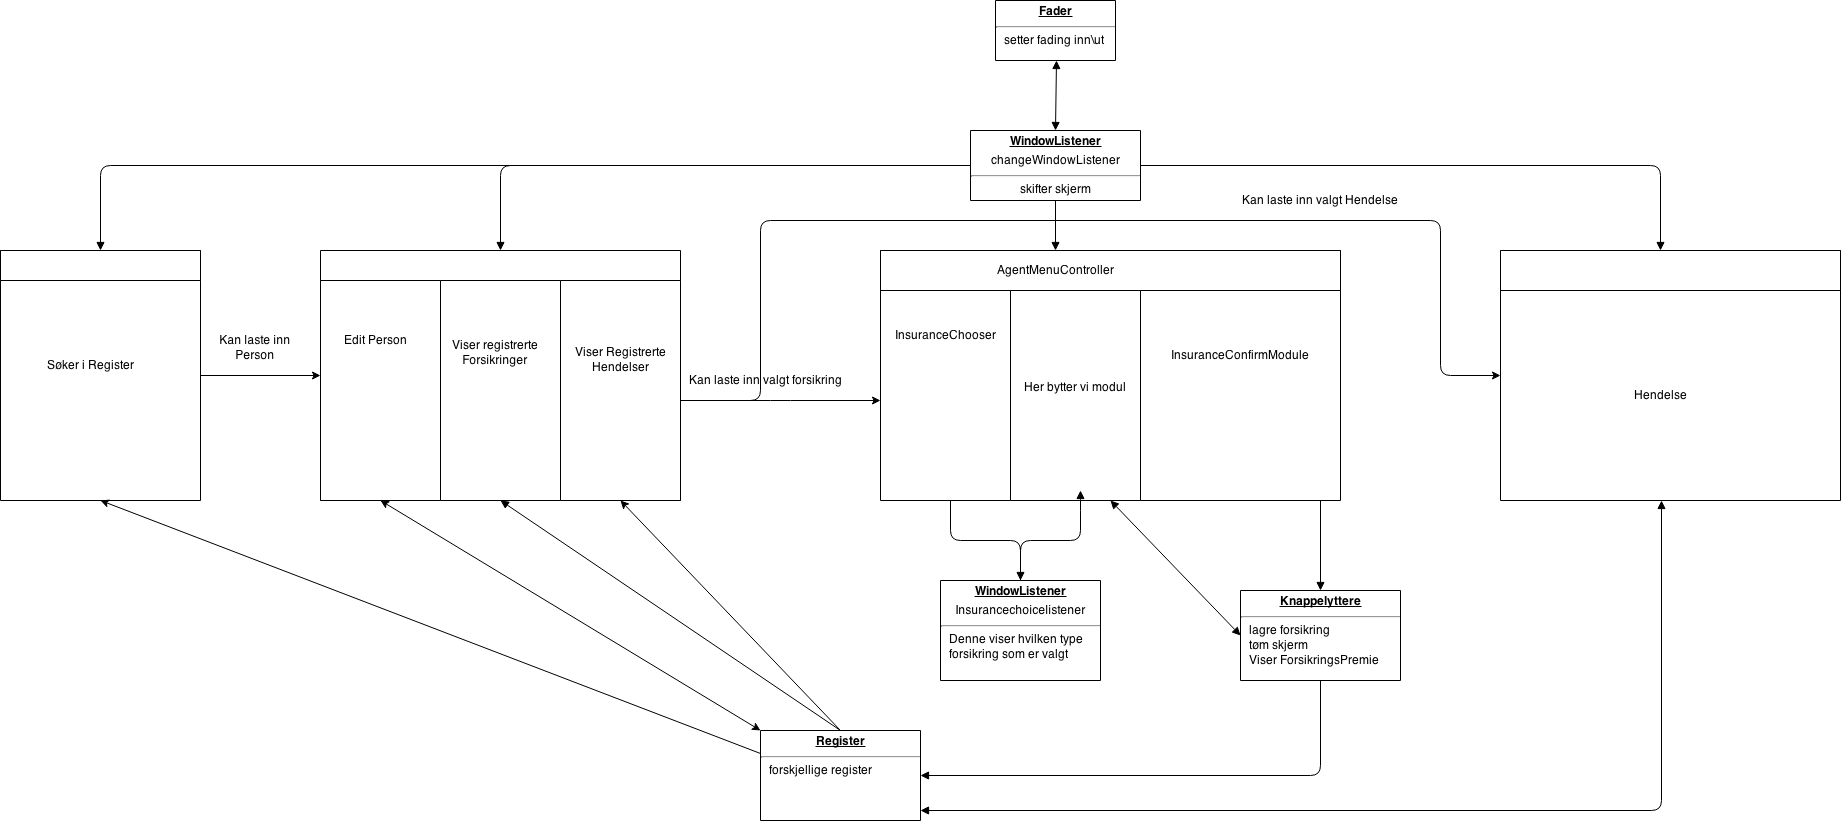 Fader
setter fading inn\ut
WindowListener
changeWindowListener
skifter skjerm
Kan laste inn valgt Hendelse
AgentMenuController
Søker i Register
Kan laste inn
Person
Edit Person
Viser registrerte
Forsikringer
Viser Registrerte
Hendelser
Kan laste inn valgt forsikring
InsuranceChooser
Her bytter vi modul
InsuranceConfirmModule
Hendelse
WindowListener
Insurancechoicelistener
Denne viser hvilken type
forsikring som er valgt
Knappelyttere
lagre forsikring
tøm skjerm
Viser ForsikringsPremie
Register
forskjellige register